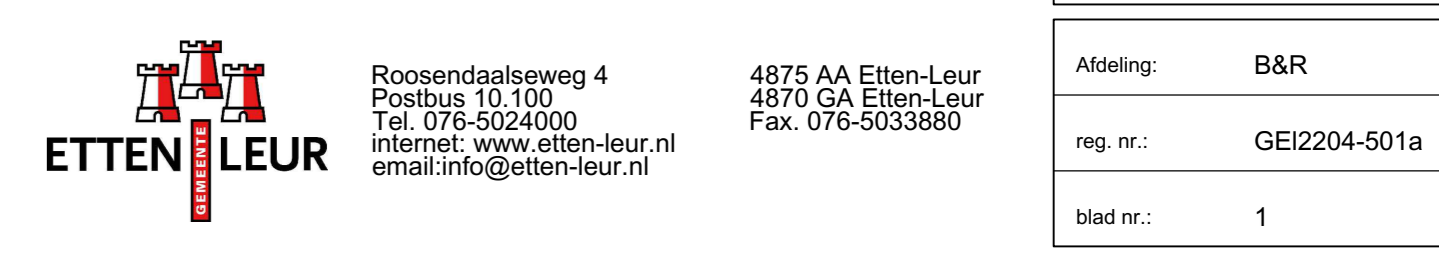 ETTEN LEUR
GEMEENTE
Roosendaalseweg 4 4875 AA Etten-Leur
Postbus 10.100 4870 GA Etten-Leur
Tel. 076-5024000 Fax. 076-5033880
internet: www.etten-leur.nl
email:info@etten-leur.nl
Afdeling: B&R
reg. nr.: GEI2204-501a
blad nr.: 1